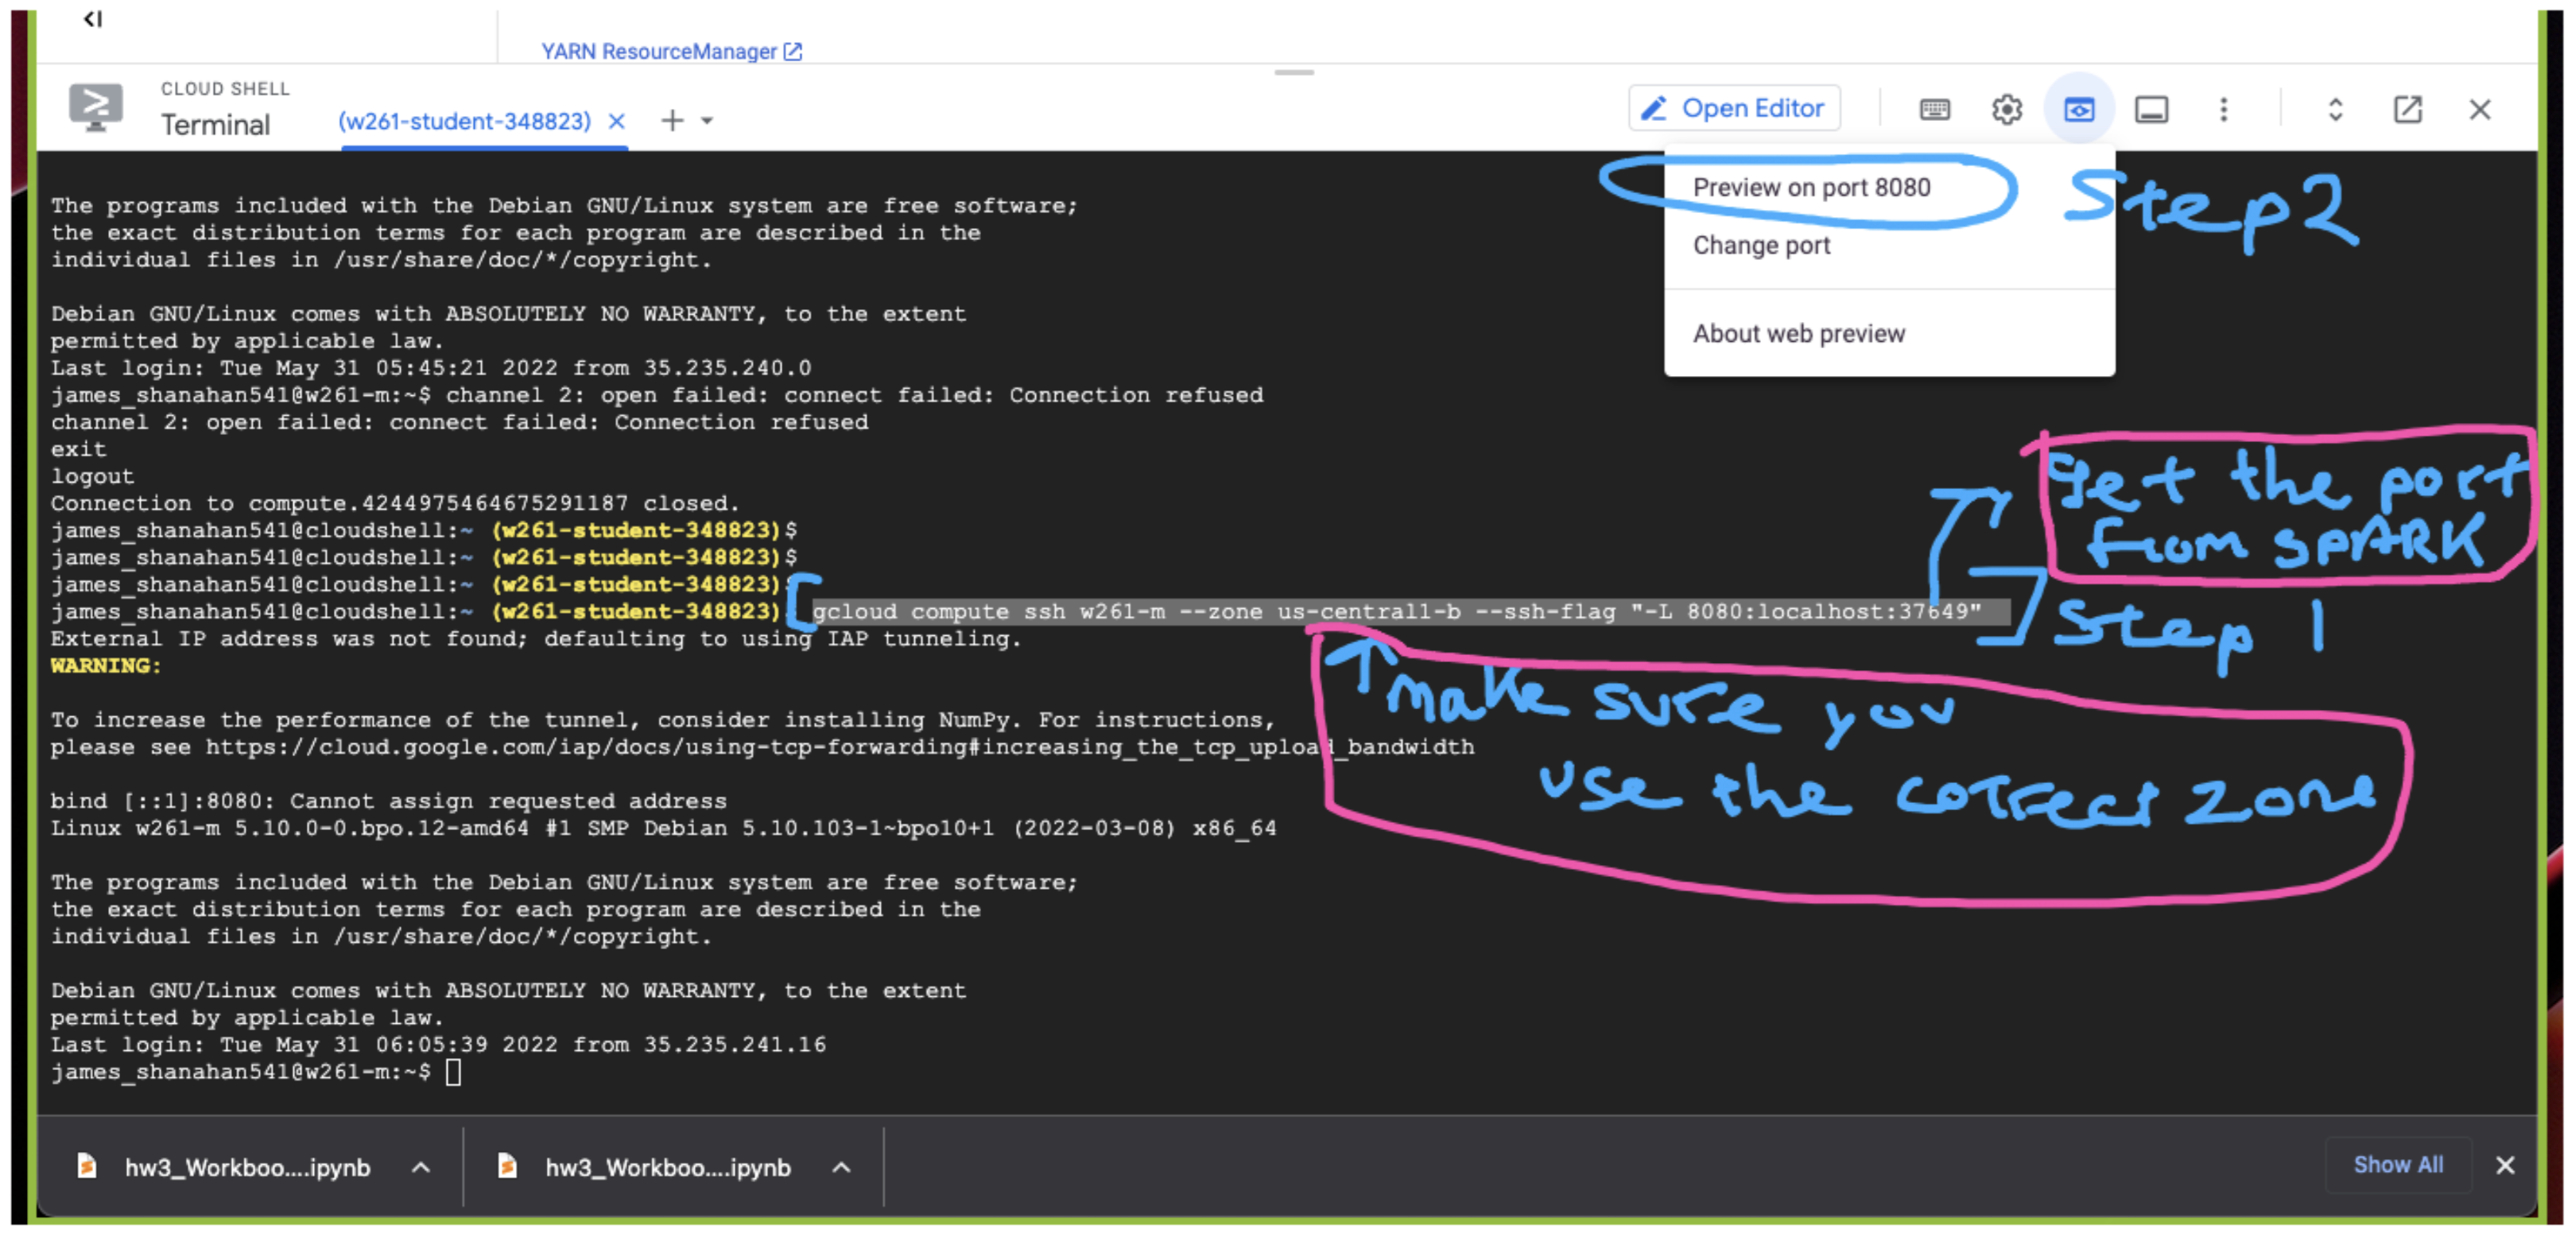 YARN ResourceManager
CLOUD SHELL
Terminal
(w261-student-348823)
Open Editor
Preview on port 8080
Change port
About web preview
Step 2
The programs included with the Debian GNU/Linux system are free software;
the exact distribution terms for each program are described in the
individual files in /usr/share/doc/*/copyright.
Debian GNU/Linux comes with ABSOLUTELY NO WARRANTY, to the extent
permitted by applicable law.
Last login: Tue May 31 05:45:21 2022 from 35.235.240.0
james_shanahan541@w261-m:~$ channel 2: open failed: connect failed: Connection refused
channel 2: open failed: connect failed: Connection refused
exit
logout
Connection to compute.4244975464675291187 closed.
james_shanahan541@cloudshell:~ (w261-student-348823)$
james_shanahan541@cloudshell:~ (w261-student-348823)$
james_shanahan541@cloudshell:~ (w261-student-348823)$
james_shanahan541@cloudshell:~ (w261-student-348823) gcloud compute ssh w261-m --zone us-central1-b --ssh-flag "-L 8080:localhost:37649"
get the port
from SPARK
Step 1
External IP address was not found; defaulting to using IAP tunneling.
WARNING:
make sure you
use the correct zone
To increase the performance of the tunnel, consider installing NumPy. For instructions,
please see https://cloud.google.com/iap/docs/using-tcp-forwarding#increasing_the_tcp_upload_bandwidth
bind [::1]:8080: Cannot assign requested address
Linux w261-m 5.10.0-0.bpo.12-amd64 #1 SMP Debian 5.10.103-1~bpo10+1 (2022-03-08) x86_64
The programs included with the Debian GNU/Linux system are free software;
the exact distribution terms for each program are described in the
individual files in /usr/share/doc/*/copyright.
Debian GNU/Linux comes with ABSOLUTELY NO WARRANTY, to the extent
permitted by applicable law.
Last login: Tue May 31 06:05:39 2022 from 35.235.241.16
james_shanahan541@w261-m:~$
hw3_Workboo....ipynb
hw3_Workboo....ipynb
Show All